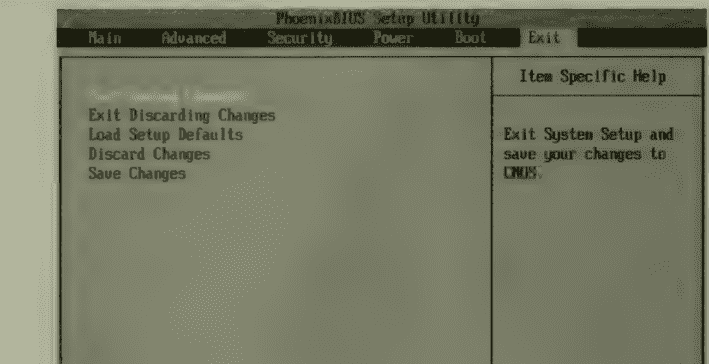 PhoenixBIOS Setup Utility
Main Advanced Security Power Boot Exit
Item Specific Help
Exit Discarding Changes
Load Setup Defaults
Discard Changes
Save Changes
Exit System Setup and
save your changes to
CMOS.